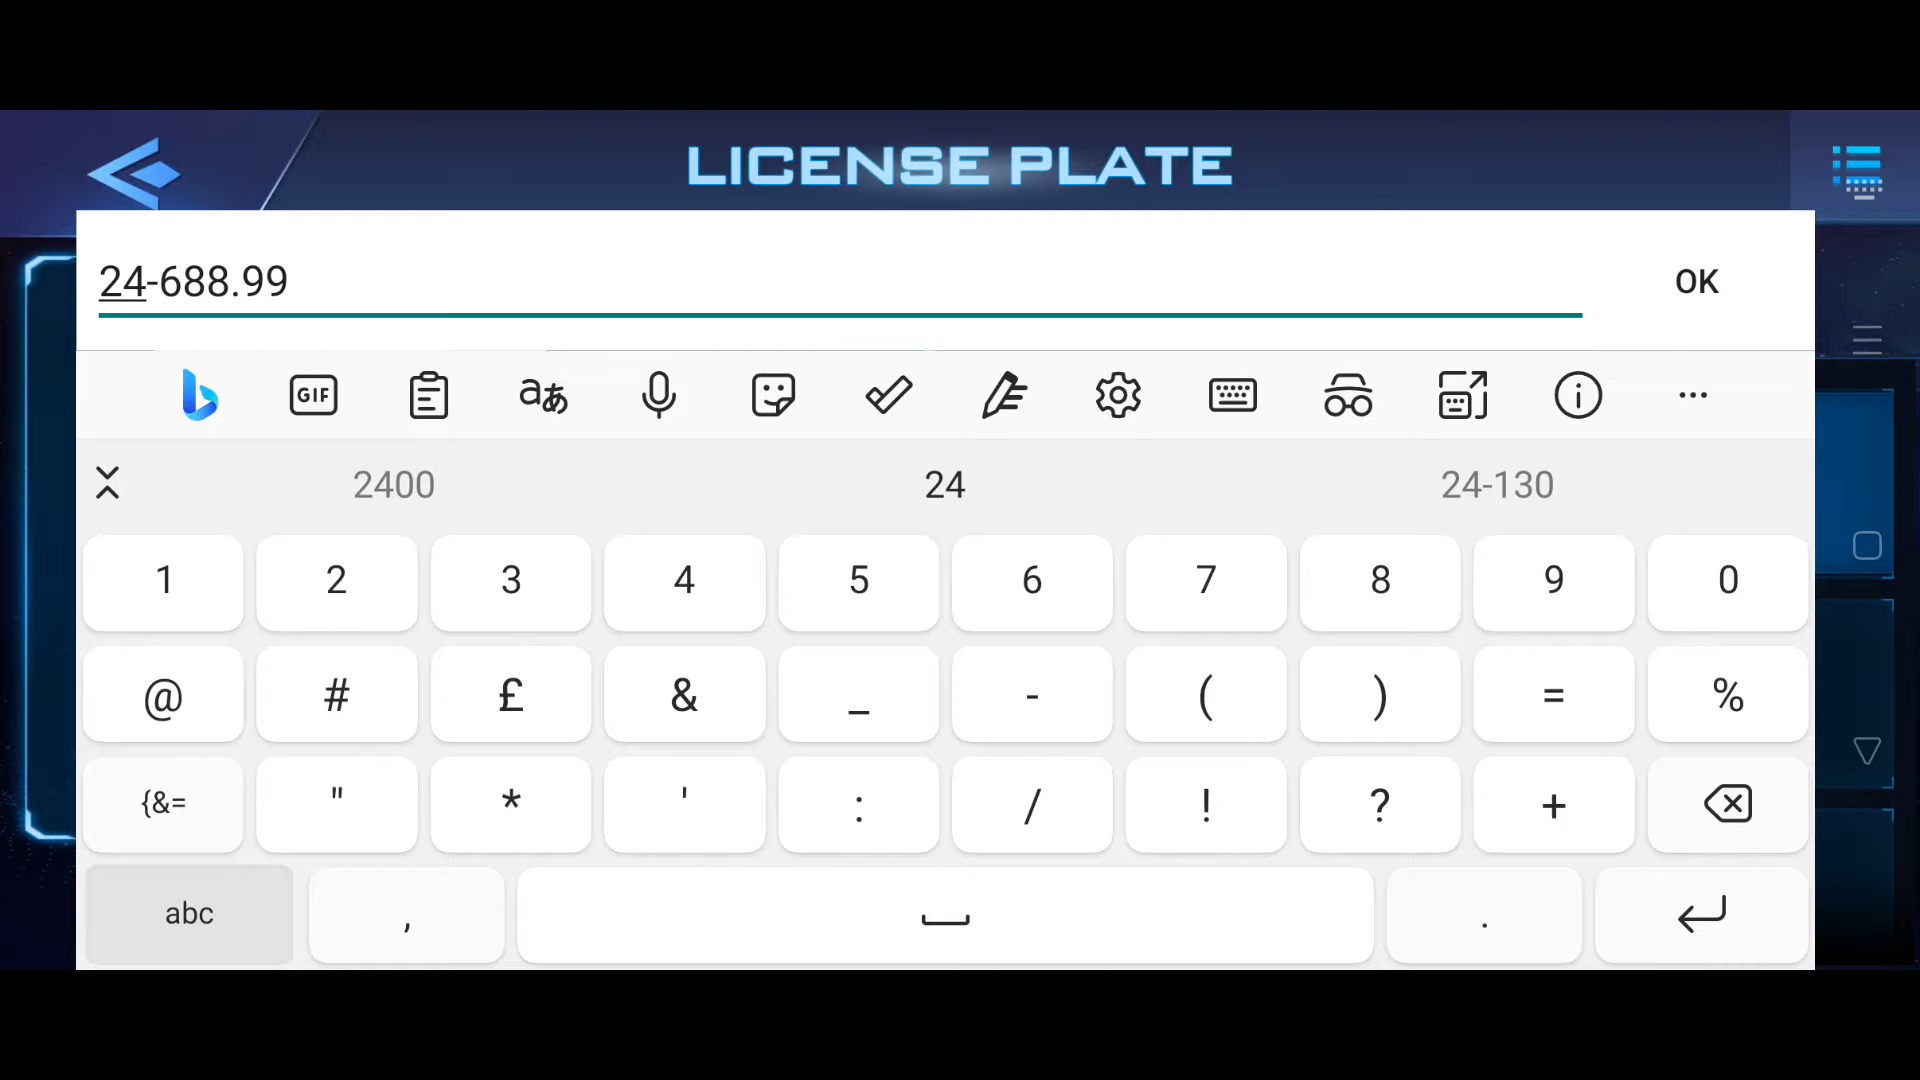 LICENSE PLATE
24-688.99 OK
GIF aあ
2400 24 24-130
1 2 3 4 5 6 7 8 9 0
@ # £ & _ - ( ) = %
{&= " * ' : / ! ? +
abc , .